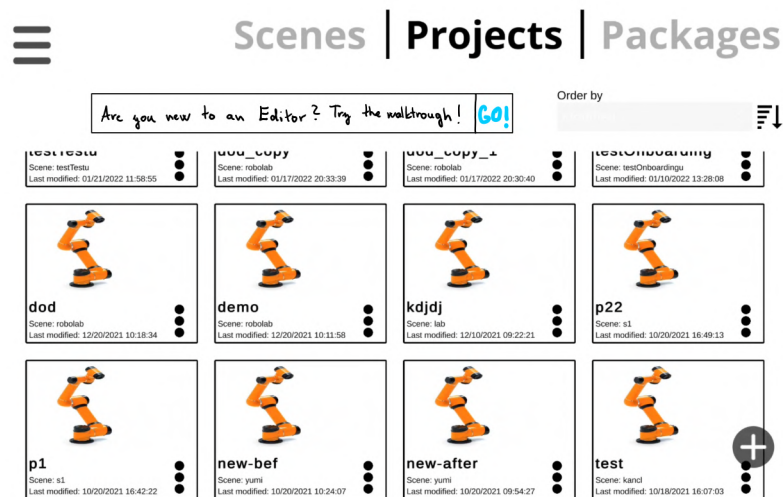 Scenes | Projects | Packages
Are you new to an Editor? Try the walktrough! GO!
Order by
testTestu dod_copy dod_copy_1 testOnboarding
Scene: testTestu Scene: robolab Scene: robolab Scene: testOnboardingu
Last modified: 01/21/2022 11:58:55 Last modified: 01/17/2022 20:33:39 Last modified: 01/17/2022 20:30:40 Last modified: 01/10/2022 13:28:08
dod demo kdjdj p22
Scene: robolab Scene: robolab Scene: lab Scene: s1
Last modified: 12/20/2021 10:18:34 Last modified: 12/20/2021 10:11:58 Last modified: 12/10/2021 09:22:21 Last modified: 10/20/2021 16:49:13
p1 new-bef new-after test
Scene: s1 Scene: yumi Scene: yumi Scene: kancl
Last modified: 10/20/2021 16:42:22 Last modified: 10/20/2021 10:24:07 Last modified: 10/20/2021 09:54:27 Last modified: 10/18/2021 16:07:03